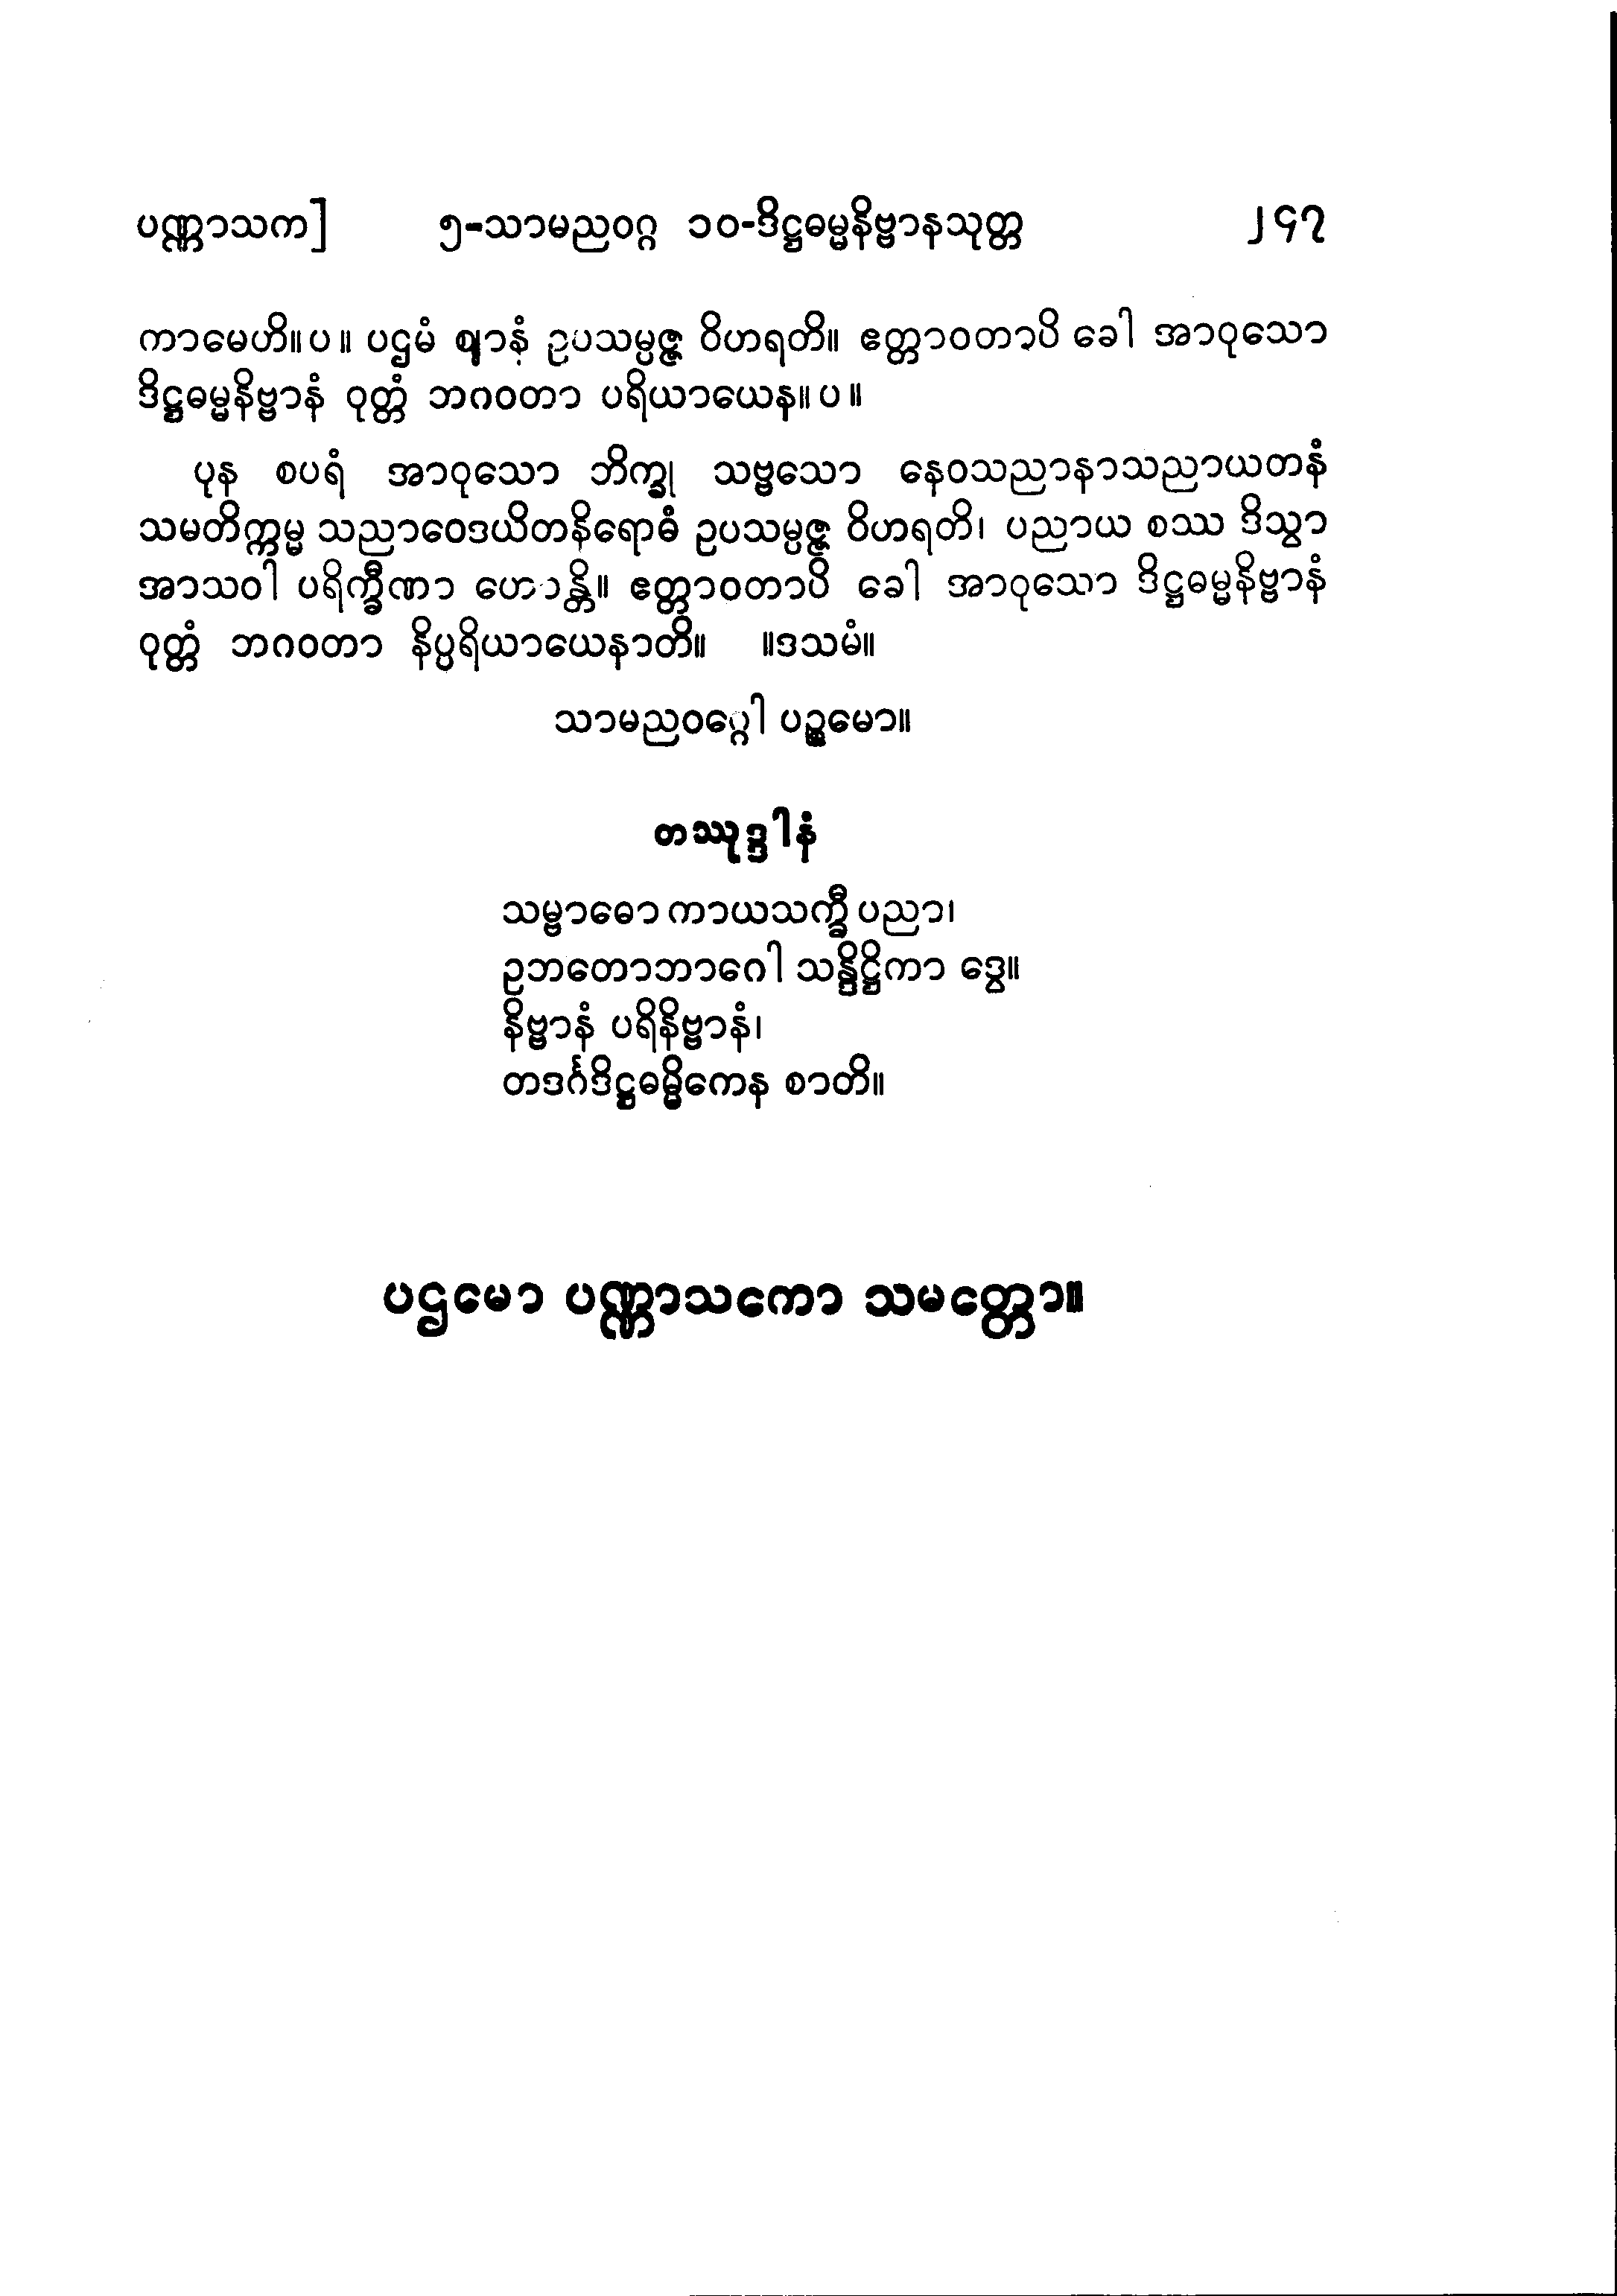 ပဏ္ဏာသက] ၅-သာမညဝဂ္ဂ ၁၀-ဒိဋ္ဌဓမ္မနိဗ္ဗာနသုတ္တ ၂၄၇
ကာမေဟိ။ပ။ ပဌမံ ဈာနံ ဥပသမ္ပဇ္ဇ ဝိဟရတိ။ ဧတ္တာဝတာပိ ခေါ အာဝုသော
ဒိဋ္ဌဓမ္မနိဗ္ဗာနံ ဝုတ္တံ ဘဂဝတာ ပရိယာယေန။ပ။
ပုန စပရံ အာဝုသော ဘိက္ခု သဗ္ဗသော နေဝသညာနာသညာယတနံ
သမတိက္ကမ္မ သညာဝေဒယိတနိရောဓံ ဥပသမ္ပဇ္ဇ ဝိဟရတိ၊ ပညာယ စဿ ဒိသွာ
အာသဝါ ပရိက္ခီဏာ ဟောန္တိ။ ဧတ္တာဝတာပိ ခေါ အာဝုသော ဒိဋ္ဌဓမ္မနိဗ္ဗာနံ
ဝုတ္တံ ဘဂဝတာ နိပ္ပရိယာယေနာတိ။ ။ဒသမံ။
သာမညဝဂ္ဂေါ ပဉ္စမော။
တဿုဒ္ဒါနံ
သမ္ဗာဓော ကာယသက္ခီ ပညာ၊
ဥဘတောဘာဂေါ သန္ဒိဋ္ဌိကာ ဒွေ။
နိဗ္ဗာနံ ပရိနိဗ္ဗာနံ၊
တဒင်္ဂဒိဋ္ဌဓမ္မိကေန စာတိ။
ပဌမော ပဏ္ဏာသကော သမတ္တော။